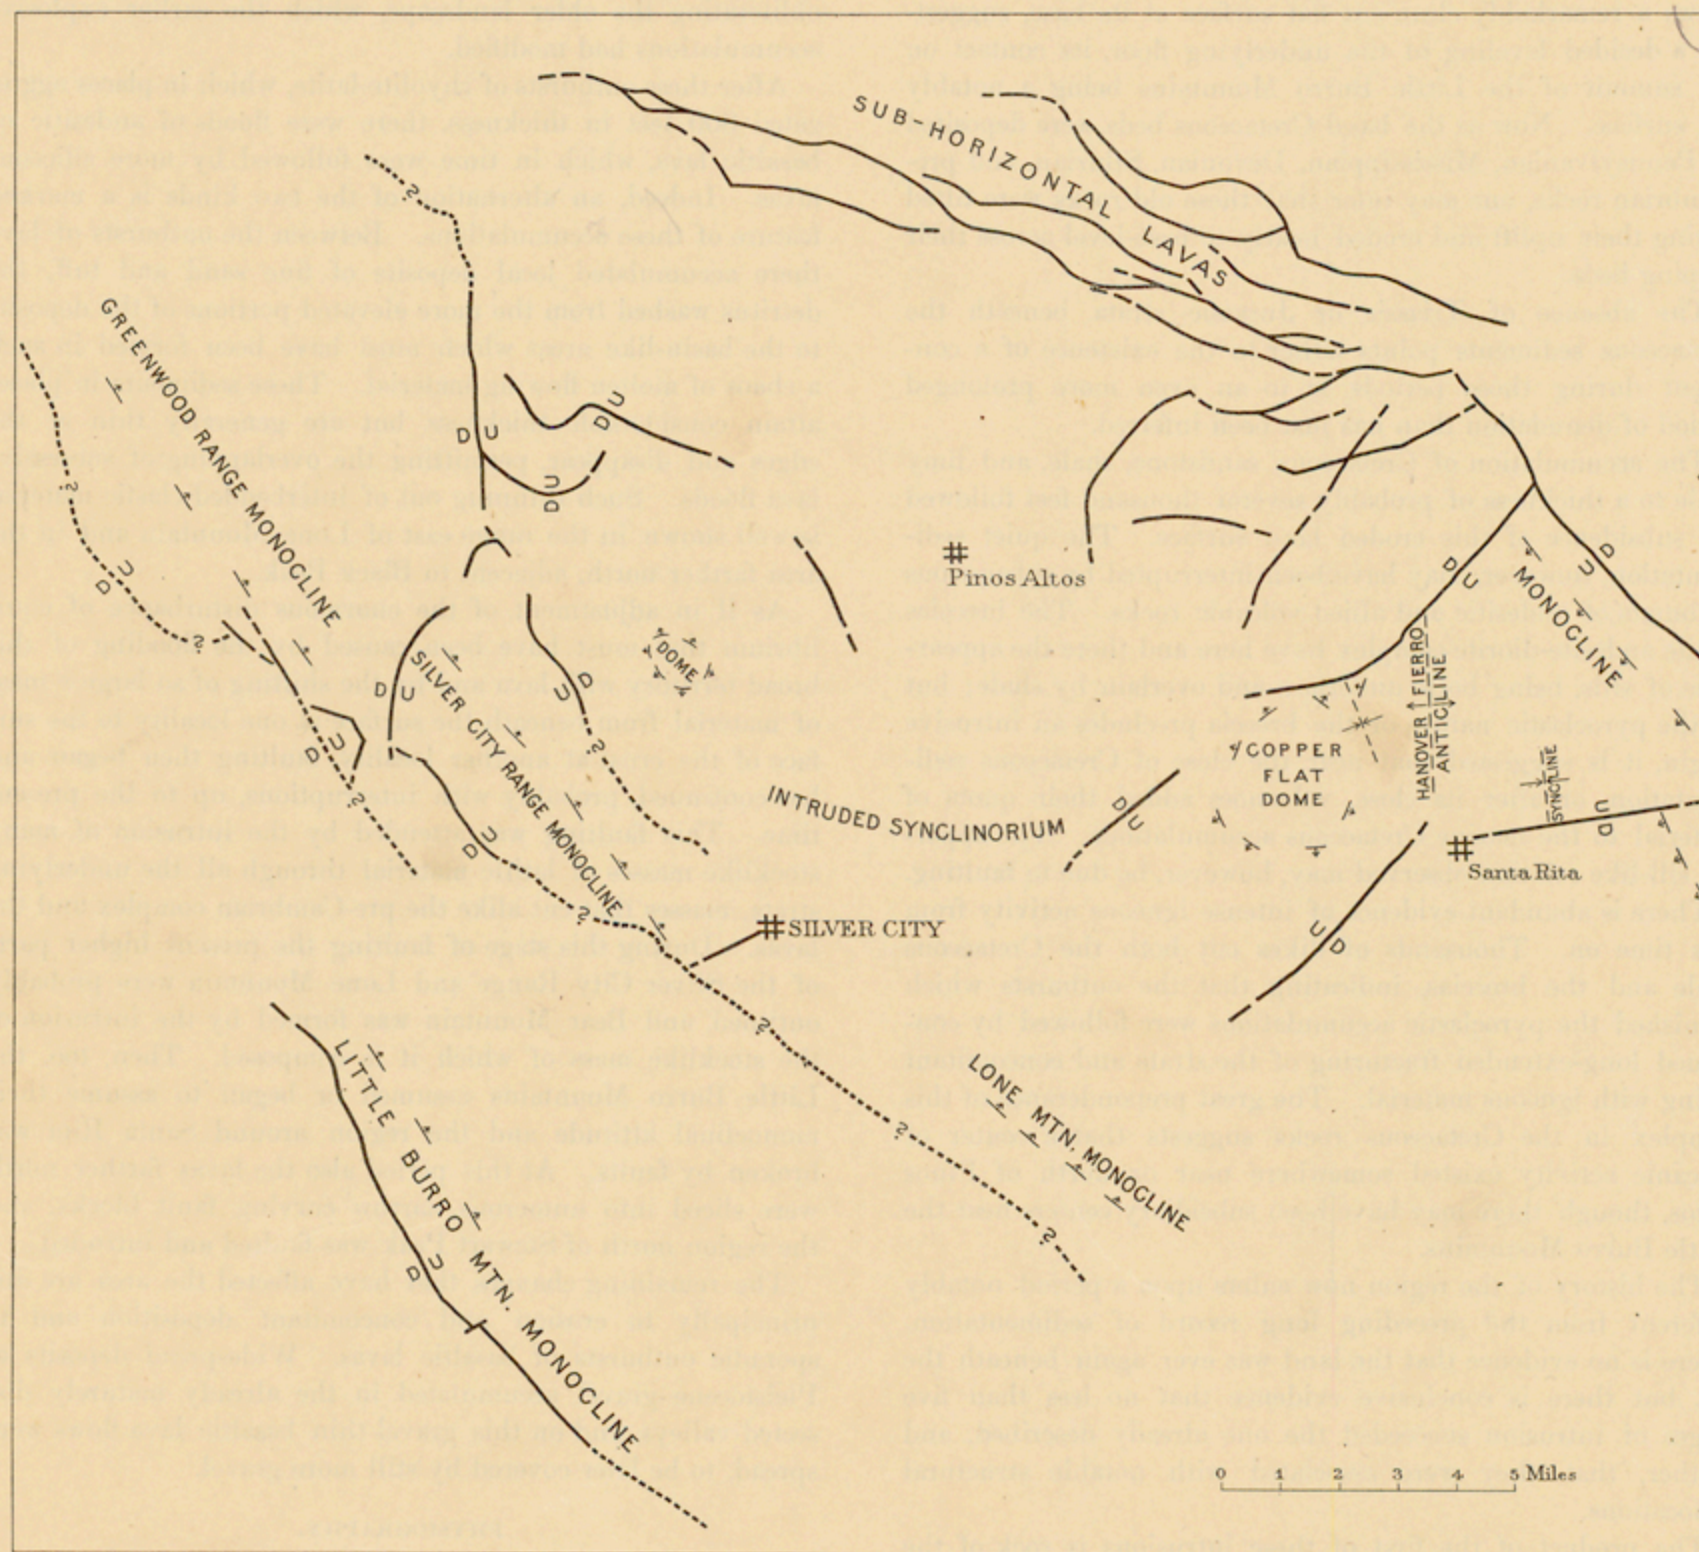 SUB-HORIZONTAL LAVAS
GREENWOOD RANGE MONOCLINE
?
?
?
D U
U
D
D U
U
D
Pinos Altos
D U
U
D
MONOCLINE
D U
SILVER CITY RANGE MONOCLINE
DOME
D
U
?
HANOVER-FIERRO
ANTICLINE
COPPER
FLAT
DOME
SYNCLINE
U
D
?
U
D
INTRUDED SYNCLINORIUM
D
U
U
D
Santa Rita
?
SILVER CITY
U D
?
LITTLE BURRO MTN. MONOCLINE
LONE MTN. MONOCLINE
?
?
U
D
0 1 2 3 4 5 Miles